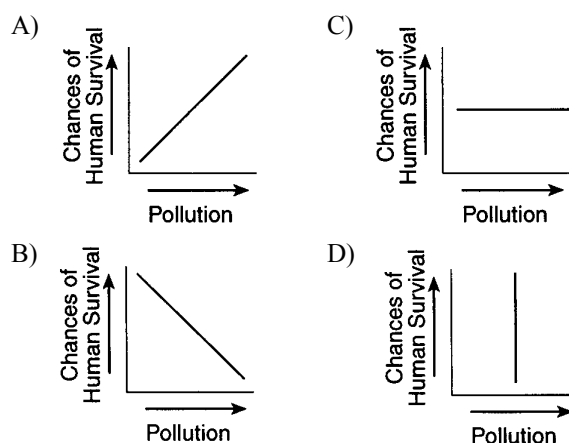 A)
Chances of
Human Survival
Pollution
C)
Chances of
Human Survival
Pollution
B)
Chances of
Human Survival
Pollution
D)
Chances of
Human Survival
Pollution